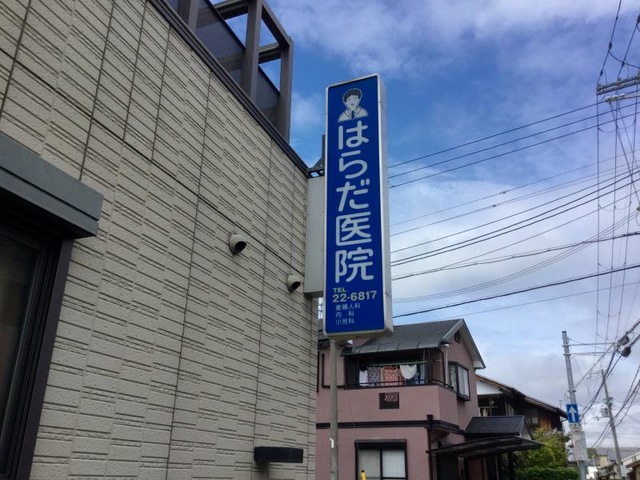 はらだ医院
TEL
22-6817
産婦人科
内科
小児科